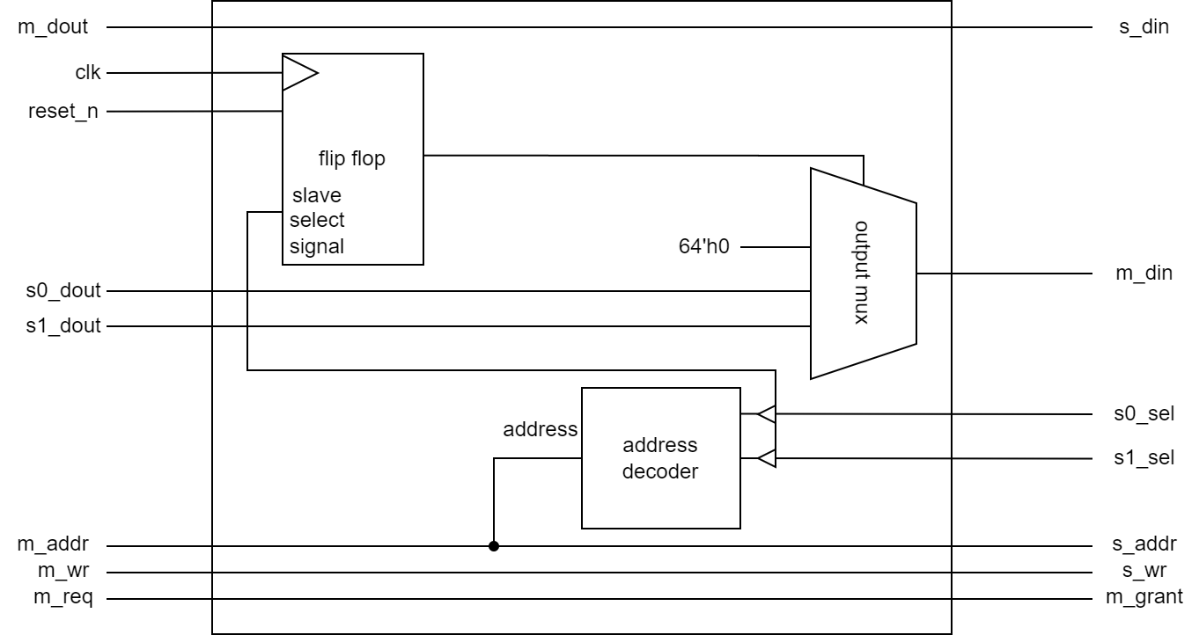 m_dout
s_din
clk
reset_n
flip flop
slave
select
signal
64'h0
output mux
m_din
s0_dout
s1_dout
s0_sel
address
address
decoder
s1_sel
m_addr
s_addr
m_wr
s_wr
m_req
m_grant